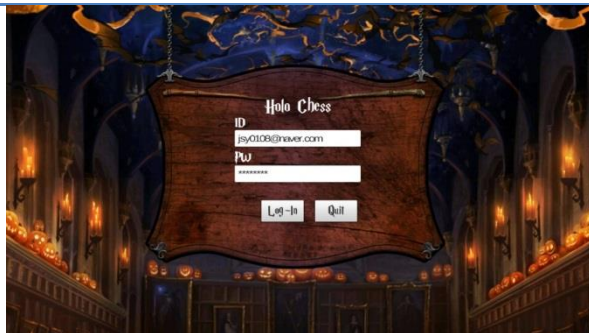 Holo Chess
ID
jsy0108@naver.com
PW
********
Log-In Quit